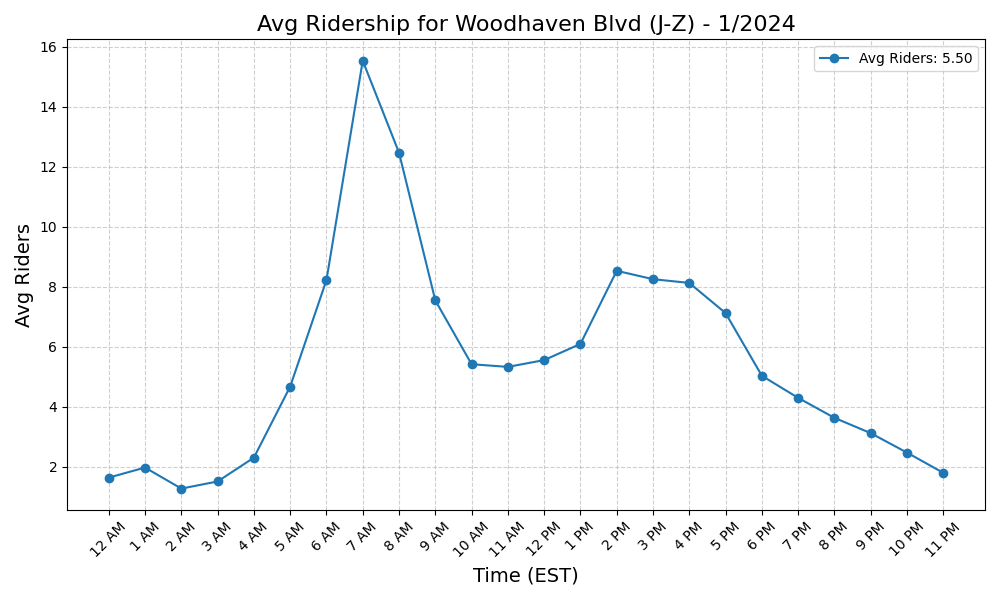 Avg Ridership for Woodhaven Blvd (J-Z) - 1/2024
Avg Riders: 5.50
Avg Riders
16
14
12
10
8
6
4
2
12 AM
1 AM
2 AM
3 AM
4 AM
5 AM
6 AM
7 AM
8 AM
9 AM
10 AM
11 AM
12 PM
1 PM
2 PM
3 PM
4 PM
5 PM
6 PM
7 PM
8 PM
9 PM
10 PM
11 PM
Time (EST)